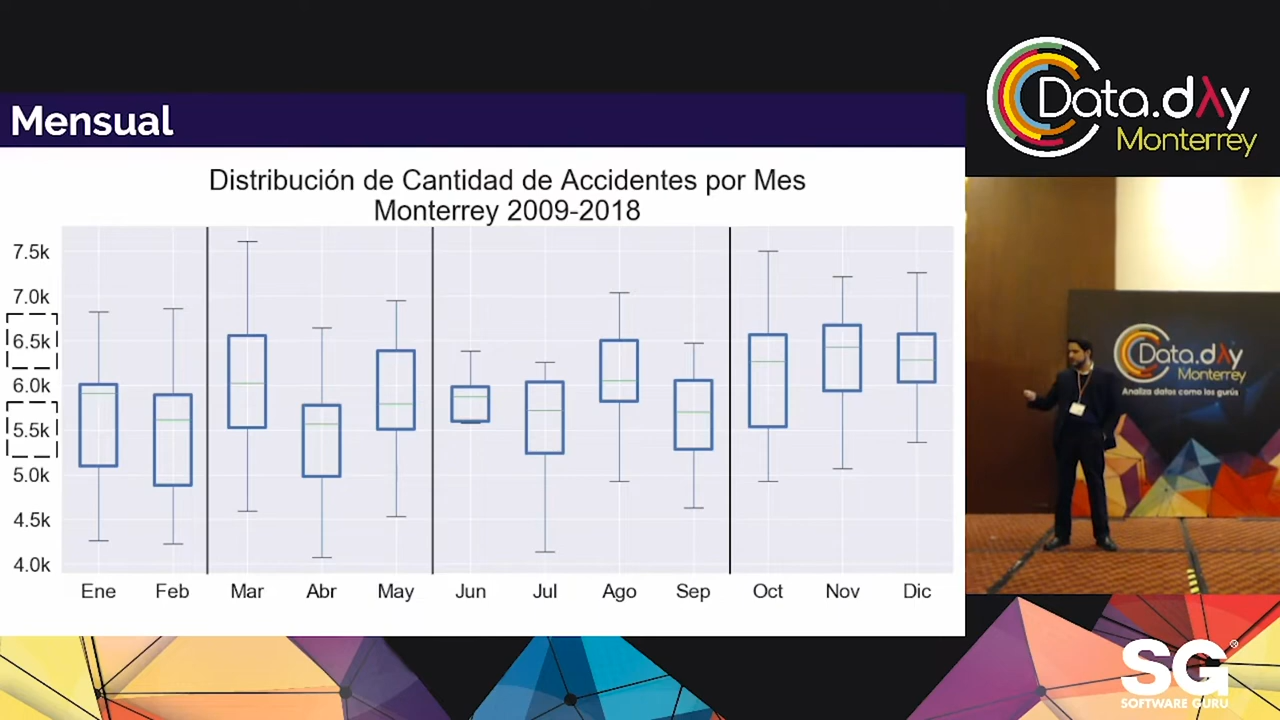 Mensual
Distribución de Cantidad de Accidentes por Mes
Monterrey 2009-2018
7.5k
7.0k
6.5k
6.0k
5.5k
5.0k
4.5k
4.0k
Ene Feb Mar Abr May Jun Jul Ago Sep Oct Nov Dic
Data.dλy
Monterrey
Data.dλy
Monterrey
Analiza datos como los gurús
SG®
SOFTWARE GURU